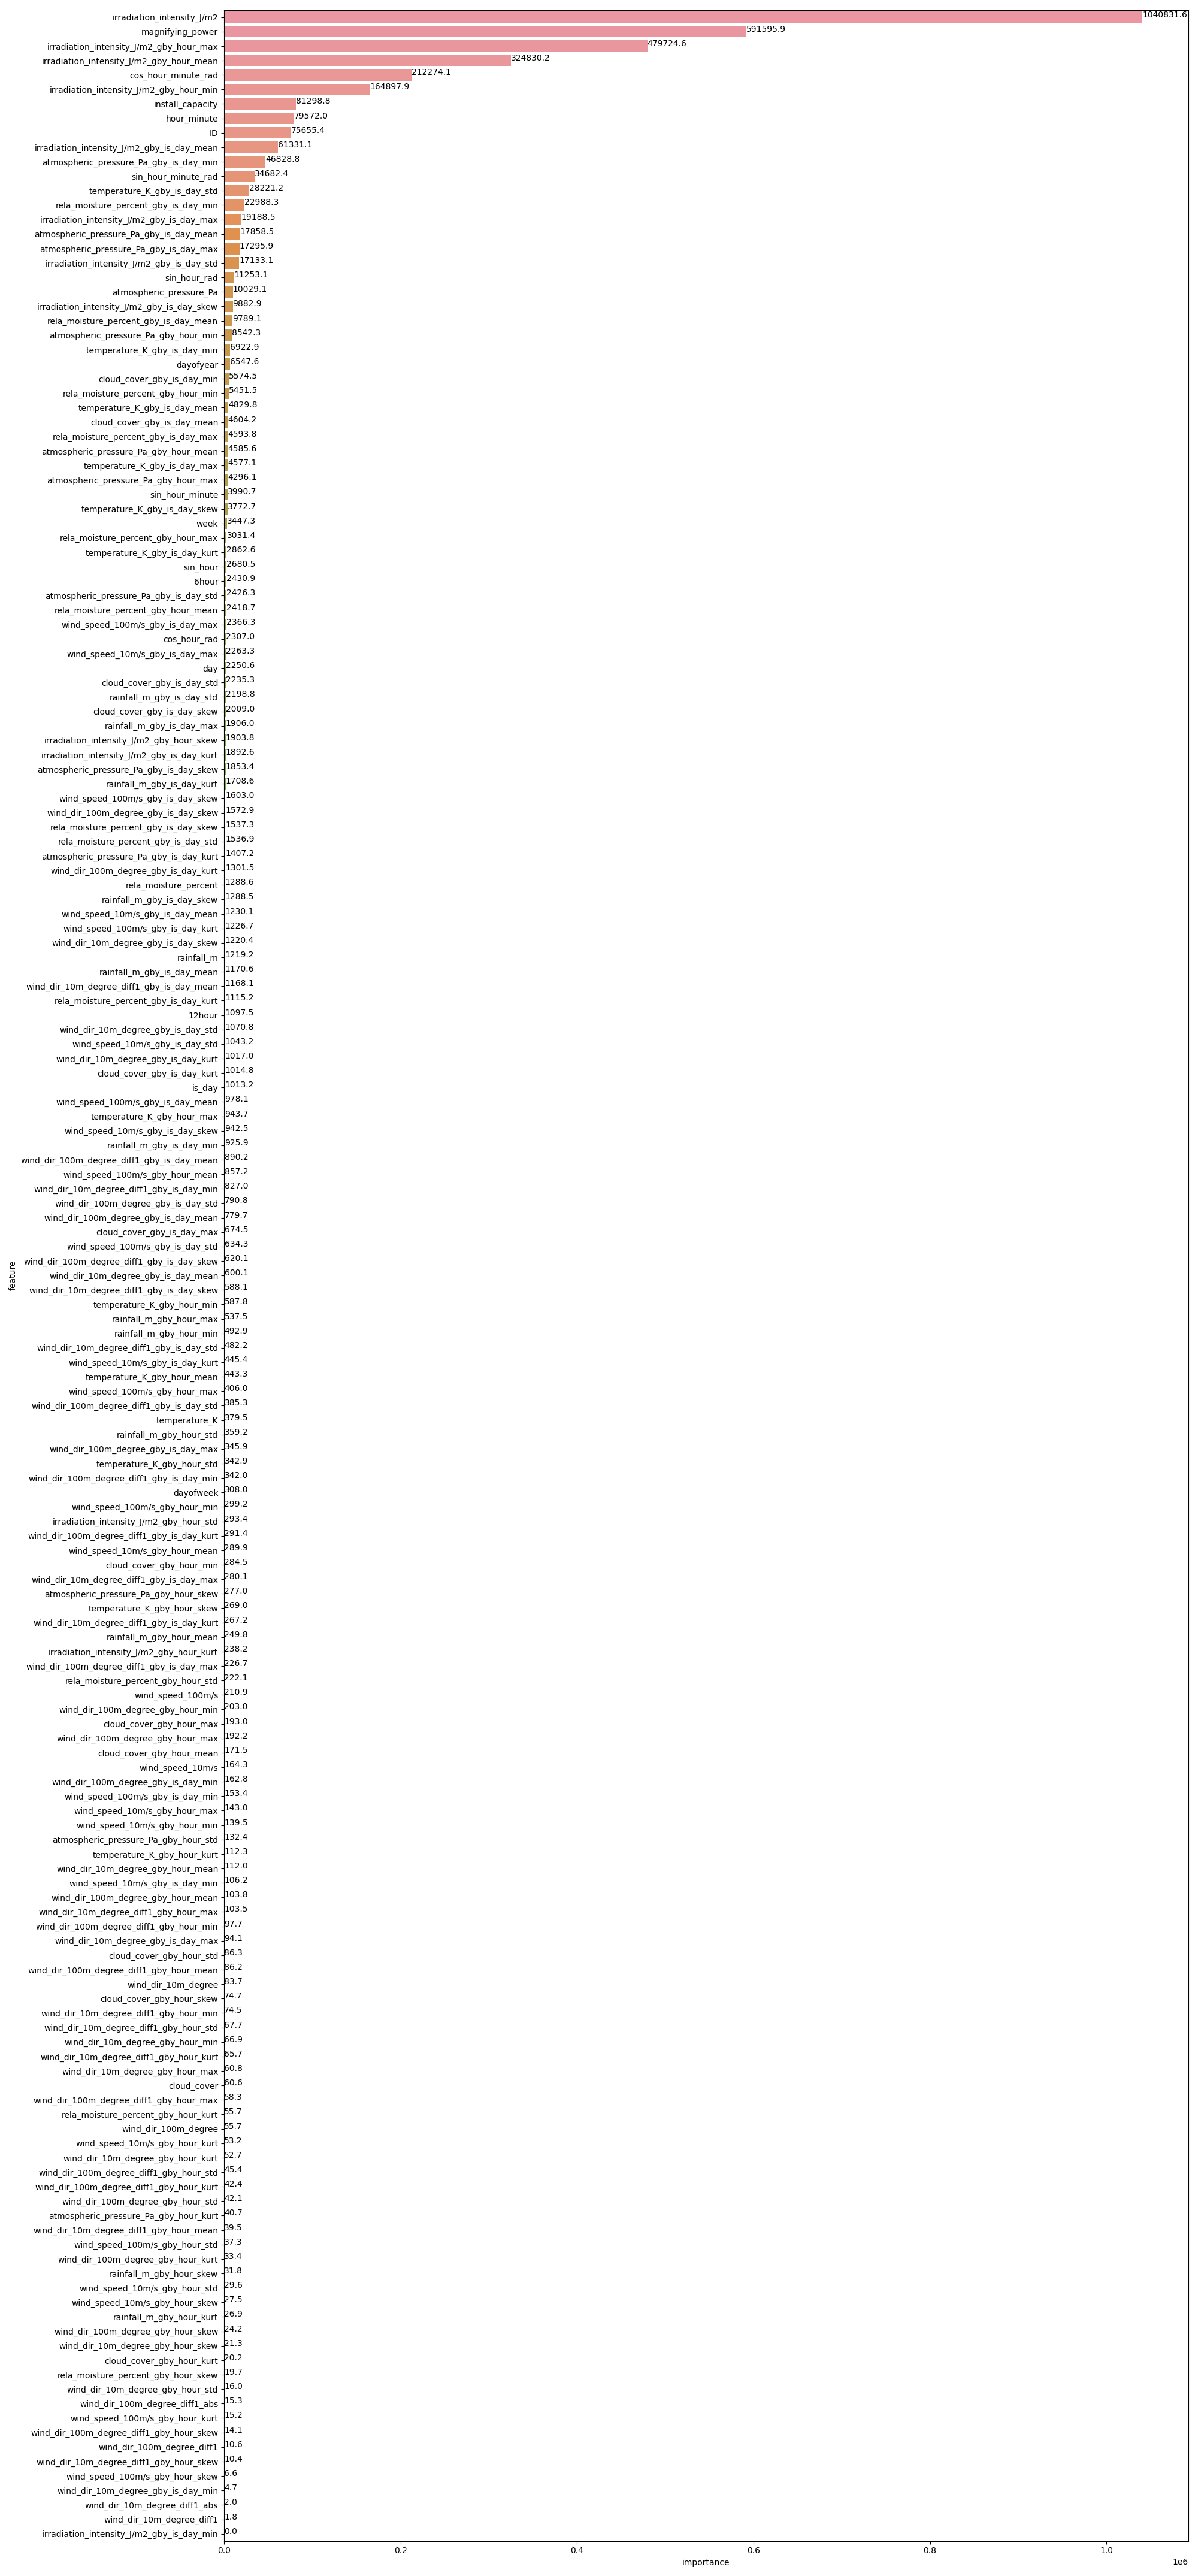 irradiation_intensity_J/m2 1040831.6
magnifying_power 591595.9
irradiation_intensity_J/m2_gby_hour_max 479724.6
irradiation_intensity_J/m2_gby_hour_mean 324830.2
cos_hour_minute_rad 212274.1
irradiation_intensity_J/m2_gby_hour_min 164897.9
install_capacity 81298.8
hour_minute 79572.0
ID 75655.4
irradiation_intensity_J/m2_gby_is_day_mean 61331.1
atmospheric_pressure_Pa_gby_is_day_min 46828.8
sin_hour_minute_rad 34682.4
temperature_K_gby_is_day_std 28221.2
rela_moisture_percent_gby_is_day_min 22988.3
irradiation_intensity_J/m2_gby_is_day_max 19188.5
atmospheric_pressure_Pa_gby_is_day_mean 17858.5
atmospheric_pressure_Pa_gby_is_day_max 17295.9
irradiation_intensity_J/m2_gby_is_day_std 17133.1
sin_hour_rad 11253.1
atmospheric_pressure_Pa 10029.1
irradiation_intensity_J/m2_gby_is_day_skew 9882.9
rela_moisture_percent_gby_is_day_mean 9789.1
atmospheric_pressure_Pa_gby_hour_min 8542.3
temperature_K_gby_is_day_min 6922.9
dayofyear 6547.6
cloud_cover_gby_is_day_min 5574.5
rela_moisture_percent_gby_hour_min 5451.5
temperature_K_gby_is_day_mean 4829.8
cloud_cover_gby_is_day_mean 4604.2
rela_moisture_percent_gby_is_day_max 4593.8
atmospheric_pressure_Pa_gby_hour_mean 4585.6
temperature_K_gby_is_day_max 4577.1
atmospheric_pressure_Pa_gby_hour_max 4296.1
sin_hour_minute 3990.7
temperature_K_gby_is_day_skew 3772.7
week 3447.3
rela_moisture_percent_gby_hour_max 3031.4
temperature_K_gby_is_day_kurt 2862.6
sin_hour 2680.5
6hour 2430.9
atmospheric_pressure_Pa_gby_is_day_std 2426.3
rela_moisture_percent_gby_hour_mean 2418.7
wind_speed_100m/s_gby_is_day_max 2366.3
cos_hour_rad 2307.0
wind_speed_10m/s_gby_is_day_max 2263.3
day 2250.6
cloud_cover_gby_is_day_std 2235.3
rainfall_m_gby_is_day_std 2198.8
cloud_cover_gby_is_day_skew 2009.0
rainfall_m_gby_is_day_max 1906.0
irradiation_intensity_J/m2_gby_hour_skew 1903.8
irradiation_intensity_J/m2_gby_is_day_kurt 1892.6
atmospheric_pressure_Pa_gby_is_day_skew 1853.4
rainfall_m_gby_is_day_kurt 1708.6
wind_speed_100m/s_gby_is_day_skew 1603.0
wind_dir_100m_degree_gby_is_day_skew 1572.9
rela_moisture_percent_gby_is_day_skew 1537.3
rela_moisture_percent_gby_is_day_std 1536.9
atmospheric_pressure_Pa_gby_is_day_kurt 1407.2
wind_dir_100m_degree_gby_is_day_kurt 1301.5
rela_moisture_percent 1288.6
rainfall_m_gby_is_day_skew 1288.5
wind_speed_10m/s_gby_is_day_mean 1230.1
wind_speed_100m/s_gby_is_day_kurt 1226.7
wind_dir_10m_degree_gby_is_day_skew 1220.4
rainfall_m 1219.2
rainfall_m_gby_is_day_mean 1170.6
wind_dir_10m_degree_diff1_gby_is_day_mean 1168.1
rela_moisture_percent_gby_is_day_kurt 1115.2
12hour 1097.5
wind_dir_10m_degree_gby_is_day_std 1070.8
wind_speed_10m/s_gby_is_day_std 1043.2
wind_dir_10m_degree_gby_is_day_kurt 1017.0
cloud_cover_gby_is_day_kurt 1014.8
is_day 1013.2
wind_speed_100m/s_gby_is_day_mean 978.1
temperature_K_gby_hour_max 943.7
wind_speed_10m/s_gby_is_day_skew 942.5
rainfall_m_gby_is_day_min 925.9
wind_dir_100m_degree_diff1_gby_is_day_mean 890.2
wind_speed_100m/s_gby_hour_mean 857.2
wind_dir_10m_degree_diff1_gby_is_day_min 827.0
wind_dir_100m_degree_gby_is_day_std 790.8
wind_dir_100m_degree_gby_is_day_mean 779.7
cloud_cover_gby_is_day_max 674.5
wind_speed_100m/s_gby_is_day_std 634.3
wind_dir_100m_degree_diff1_gby_is_day_skew 620.1
wind_dir_10m_degree_gby_is_day_mean 600.1
wind_dir_10m_degree_diff1_gby_is_day_skew 588.1
temperature_K_gby_hour_min 587.8
rainfall_m_gby_hour_max 537.5
rainfall_m_gby_hour_min 492.9
wind_dir_10m_degree_diff1_gby_is_day_std 482.2
wind_speed_10m/s_gby_is_day_kurt 445.4
temperature_K_gby_hour_mean 443.3
wind_speed_100m/s_gby_hour_max 406.0
wind_dir_100m_degree_diff1_gby_is_day_std 385.3
temperature_K 379.5
rainfall_m_gby_hour_std 359.2
wind_dir_100m_degree_gby_is_day_max 345.9
temperature_K_gby_hour_std 342.9
wind_dir_100m_degree_diff1_gby_is_day_min 342.0
dayofweek 308.0
wind_speed_100m/s_gby_hour_min 299.2
irradiation_intensity_J/m2_gby_hour_std 293.4
wind_dir_100m_degree_diff1_gby_is_day_kurt 291.4
wind_speed_10m/s_gby_hour_mean 289.9
cloud_cover_gby_hour_min 284.5
wind_dir_10m_degree_diff1_gby_is_day_max 280.1
atmospheric_pressure_Pa_gby_hour_skew 277.0
temperature_K_gby_hour_skew 269.0
wind_dir_10m_degree_diff1_gby_is_day_kurt 267.2
rainfall_m_gby_hour_mean 249.8
irradiation_intensity_J/m2_gby_hour_kurt 238.2
wind_dir_100m_degree_diff1_gby_is_day_max 226.7
rela_moisture_percent_gby_hour_std 222.1
wind_speed_100m/s 210.9
wind_dir_100m_degree_gby_hour_min 203.0
cloud_cover_gby_hour_max 193.0
wind_dir_100m_degree_gby_hour_max 192.2
cloud_cover_gby_hour_mean 171.5
wind_speed_10m/s 164.3
wind_dir_100m_degree_gby_is_day_min 162.8
wind_speed_100m/s_gby_is_day_min 153.4
wind_speed_10m/s_gby_hour_max 143.0
wind_speed_10m/s_gby_hour_min 139.5
atmospheric_pressure_Pa_gby_hour_std 132.4
temperature_K_gby_hour_kurt 112.3
wind_dir_10m_degree_gby_hour_mean 112.0
wind_speed_10m/s_gby_is_day_min 106.2
wind_dir_100m_degree_gby_hour_mean 103.8
wind_dir_10m_degree_diff1_gby_hour_max 103.5
wind_dir_100m_degree_diff1_gby_hour_min 97.7
wind_dir_10m_degree_gby_is_day_max 94.1
cloud_cover_gby_hour_std 86.3
wind_dir_100m_degree_diff1_gby_hour_mean 86.2
wind_dir_10m_degree 83.7
cloud_cover_gby_hour_skew 74.7
wind_dir_10m_degree_diff1_gby_hour_min 74.5
wind_dir_10m_degree_diff1_gby_hour_std 67.7
wind_dir_10m_degree_gby_hour_min 66.9
wind_dir_10m_degree_diff1_gby_hour_kurt 65.7
wind_dir_10m_degree_gby_hour_max 60.8
cloud_cover 60.6
wind_dir_100m_degree_diff1_gby_hour_max 58.3
rela_moisture_percent_gby_hour_kurt 55.7
wind_dir_100m_degree 55.7
wind_speed_10m/s_gby_hour_kurt 53.2
wind_dir_10m_degree_gby_hour_kurt 52.7
wind_dir_100m_degree_diff1_gby_hour_std 45.4
wind_dir_100m_degree_diff1_gby_hour_kurt 42.4
wind_dir_100m_degree_gby_hour_std 42.1
atmospheric_pressure_Pa_gby_hour_kurt 40.7
wind_dir_10m_degree_diff1_gby_hour_mean 39.5
wind_speed_100m/s_gby_hour_std 37.3
wind_dir_100m_degree_gby_hour_kurt 33.4
rainfall_m_gby_hour_skew 31.8
wind_speed_10m/s_gby_hour_std 29.6
wind_speed_10m/s_gby_hour_skew 27.5
rainfall_m_gby_hour_kurt 26.9
wind_dir_100m_degree_gby_hour_skew 24.2
wind_dir_10m_degree_gby_hour_skew 21.3
cloud_cover_gby_hour_kurt 20.2
rela_moisture_percent_gby_hour_skew 19.7
wind_dir_10m_degree_gby_hour_std 16.0
wind_dir_100m_degree_diff1_abs 15.3
wind_speed_100m/s_gby_hour_kurt 15.2
wind_dir_100m_degree_diff1_gby_hour_skew 14.1
wind_dir_100m_degree_diff1 10.6
wind_dir_10m_degree_diff1_gby_hour_skew 10.4
wind_speed_100m/s_gby_hour_skew 6.6
wind_dir_10m_degree_gby_is_day_min 4.7
wind_dir_10m_degree_diff1_abs 2.0
wind_dir_10m_degree_diff1 1.8
irradiation_intensity_J/m2_gby_is_day_min 0.0
feature
0.0 0.2 0.4 0.6 0.8 1.0
1e6
importance